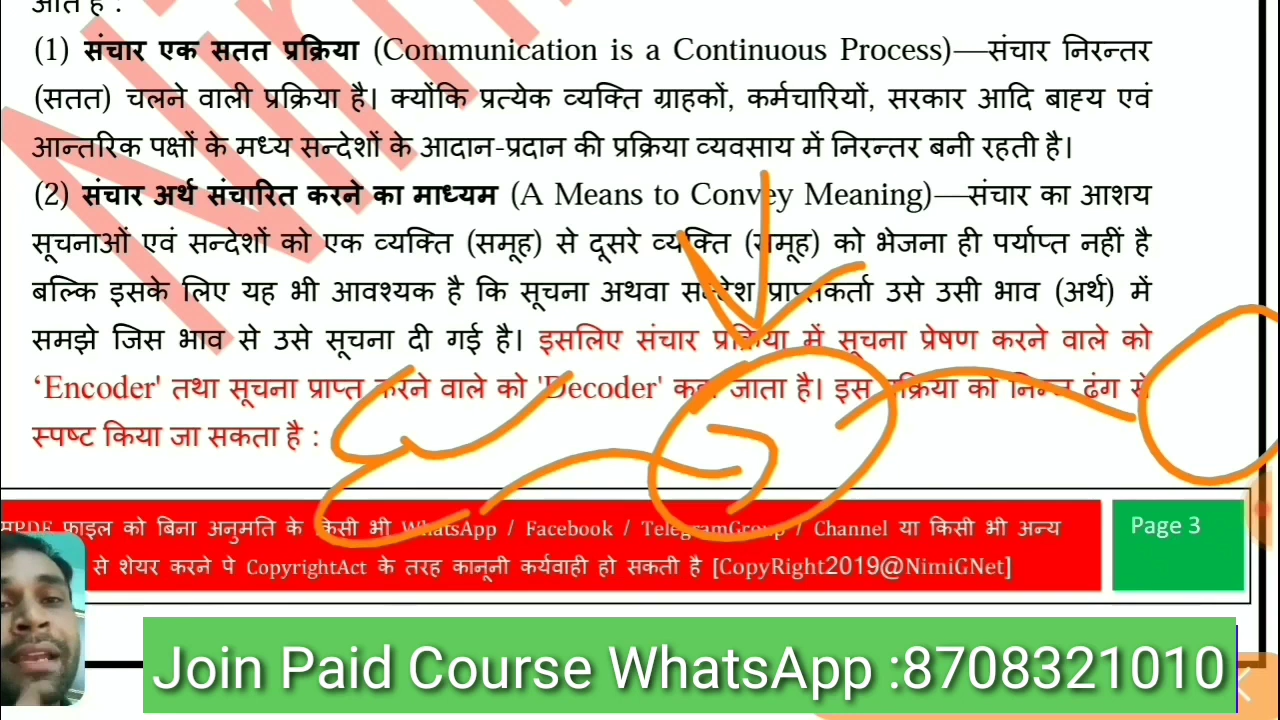 (1) संचार एक सतत प्रक्रिया (Communication is a Continuous Process)—संचार निरन्तर
(सतत) चलने वाली प्रक्रिया है। क्योंकि प्रत्येक व्यक्ति ग्राहकों, कर्मचारियों, सरकार आदि बाह्य एवं
आन्तरिक पक्षों के मध्य सन्देशों के आदान-प्रदान की प्रक्रिया व्यवसाय में निरन्तर बनी रहती है।
(2) संचार अर्थ संचारित करने का माध्यम (A Means to Convey Meaning)—संचार का आशय
सूचनाओं एवं सन्देशों को एक व्यक्ति (समूह) से दूसरे व्यक्ति (समूह) को भेजना ही पर्याप्त नहीं है
बल्कि इसके लिए यह भी आवश्यक है कि सूचना अथवा सन्देश प्राप्तकर्ता उसे उसी भाव (अर्थ) में
समझे जिस भाव से उसे सूचना दी गई है। इसलिए संचार प्रक्रिया में सूचना प्रेषण करने वाले को
‘Encoder' तथा सूचना प्राप्त करने वाले को 'Decoder' कहा जाता है। इस प्रक्रिया को निम्न ढंग से
स्पष्ट किया जा सकता है :
फ़ाइल को बिना अनुमति के किसी भी WhatsApp / Facebook / TelegramGroup / Channel या किसी भी अन्य
से शेयर करने पे CopyrightAct के तरह कानूनी कर्यवाही हो सकती है [CopyRight2019@NimiGNet]
Page 3
Join Paid Course WhatsApp :8708321010